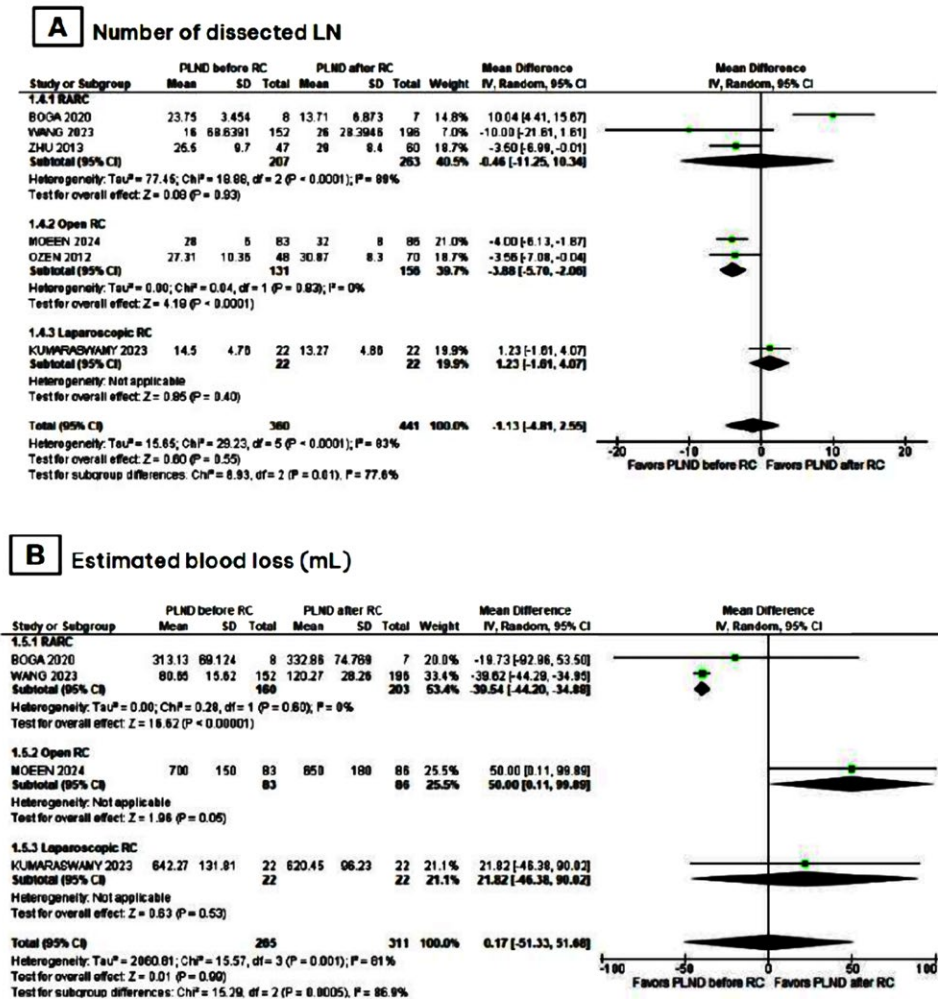 A Number of dissected LN
PLND before RC PLND after RC Mean Difference Mean Difference
Study or Subgroup Mean SD Total Mean SD Total Weight IV, Random, 95% CI IV, Random, 95% CI
1.4.1 RARC
BOGA 2020 23.75 3.454 8 13.71 6.873 7 14.8% 10.04 [4.41, 15.67]
WANG 2023 16 68.6391 152 26 28.3946 196 7.0% -10.00 [-21.61, 1.61]
ZHU 2013 9.7 47 8.4 60 18.7% [-6.99, -0.01]
Subtotal (95% CI) 207 263 40.5% -0.46 [-11.25, 10.34]
Heterogeneity: Tau² = 77.45; Chi² = 18.88, df = 2 (P < 0.0001); I² = 89%
Test for overall effect: Z = 0.08 (P = 0.93)
1.4.2 Open RC
MOEEN 2024 28 83 32 8 86 21.0% -4.00 [-6.13, -1.87]
OZEN 2012 27.31 10.36 48 30.87 8.3 70 18.7% -3.56 [-7.08, -0.04]
Subtotal (95% CI) 131 156 39.7% -3.88 [-5.70, -2.06]
Heterogeneity: Tau² = 0.00; Chi² = 0.04, df = 1 (P = 0.83); I² = 0%
Test for overall effect: Z = 4.19 (P < 0.0001)
1.4.3 Laparoscopic RC
KUMARASWAMY 2023 14.5 4.76 22 13.27 4.86 22 19.9% 1.23 [-1.61, 4.07]
Subtotal (95% CI) 22 22 19.9% 1.23 [-1.61, 4.07]
Heterogeneity: Not applicable
Test for overall effect: Z = 0.85 (P = 0.40)
Total (95% CI) 360 441 100.0% -1.13 [-4.81, 2.55]
Heterogeneity: Tau² = 15.65; Chi² = 29.23, df = 5 (P < 0.0001); I² = 83%
Test for overall effect: Z = 0.60 (P = 0.55)
Test for subgroup differences: Chi² = 8.93, df = 2 (P = 0.01), I² = 77.6%
-20 -10 0 10 20
Favors PLND before RC Favors PLND after RC
B Estimated blood loss (mL)
PLND before RC PLND after RC Mean Difference Mean Difference
Study or Subgroup Mean SD Total Mean SD Total Weight IV, Random, 95% CI IV, Random, 95% CI
1.5.1 RARC
BOGA 2020 313.13 69.124 8 332.86 74.769 7 20.0% -19.73 [-92.96, 53.50]
WANG 2023 80.65 15.62 152 120.27 28.26 196 33.4% -39.62 [-44.29, -34.95]
Subtotal (95% CI) 160 203 53.4% -39.54 [-44.20, -34.88]
Heterogeneity: Tau² = 0.00; Chi² = 0.28, df = 1 (P = 0.60); I² = 0%
Test for overall effect: Z = 16.62 (P < 0.00001)
1.5.2 Open RC
MOEEN 2024 700 150 83 650 180 86 25.5% 50.00 [0.11, 99.89]
Subtotal (95% CI) 83 86 25.5% 50.00 [0.11, 99.89]
Heterogeneity: Not applicable
Test for overall effect: Z = 1.96 (P = 0.05)
1.5.3 Laparoscopic RC
KUMARASWAMY 2023 642.27 131.81 22 620.45 96.23 22 21.1% 21.82 [-46.38, 90.02]
Subtotal (95% CI) 22 22 21.1% 21.82 [-46.38, 90.02]
Heterogeneity: Not applicable
Test for overall effect: Z = 0.63 (P = 0.53)
Total (95% CI) 265 311 100.0% 0.17 [-51.33, 51.68]
Heterogeneity: Tau² = 2060.81; Chi² = 15.57, df = 3 (P = 0.001); I² = 81%
Test for overall effect: Z = 0.01 (P = 0.99)
Test for subgroup differences: Chi² = 15.29, df = 2 (P = 0.0005), I² = 86.9%
-100 -50 0 50 100
Favors PLND before RC Favors PLND after RC